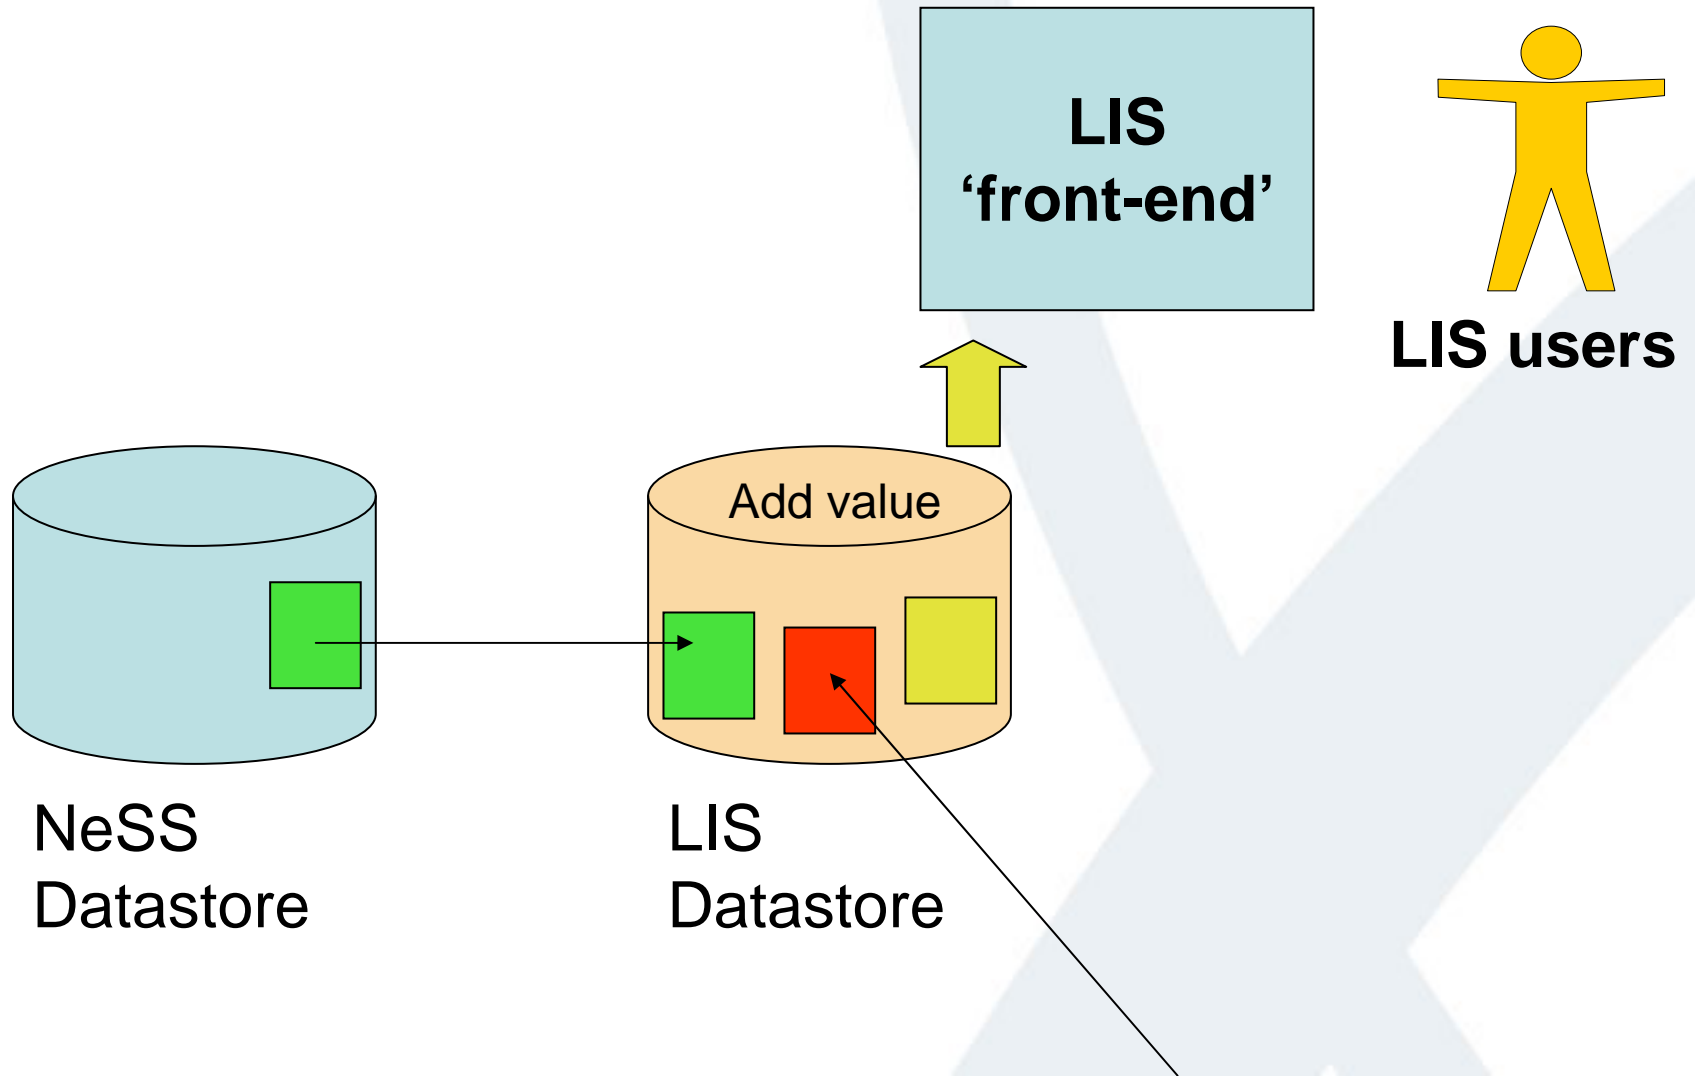 LIS
‘front-end’
LIS users
Add value
NeSS
Datastore
LIS
Datastore